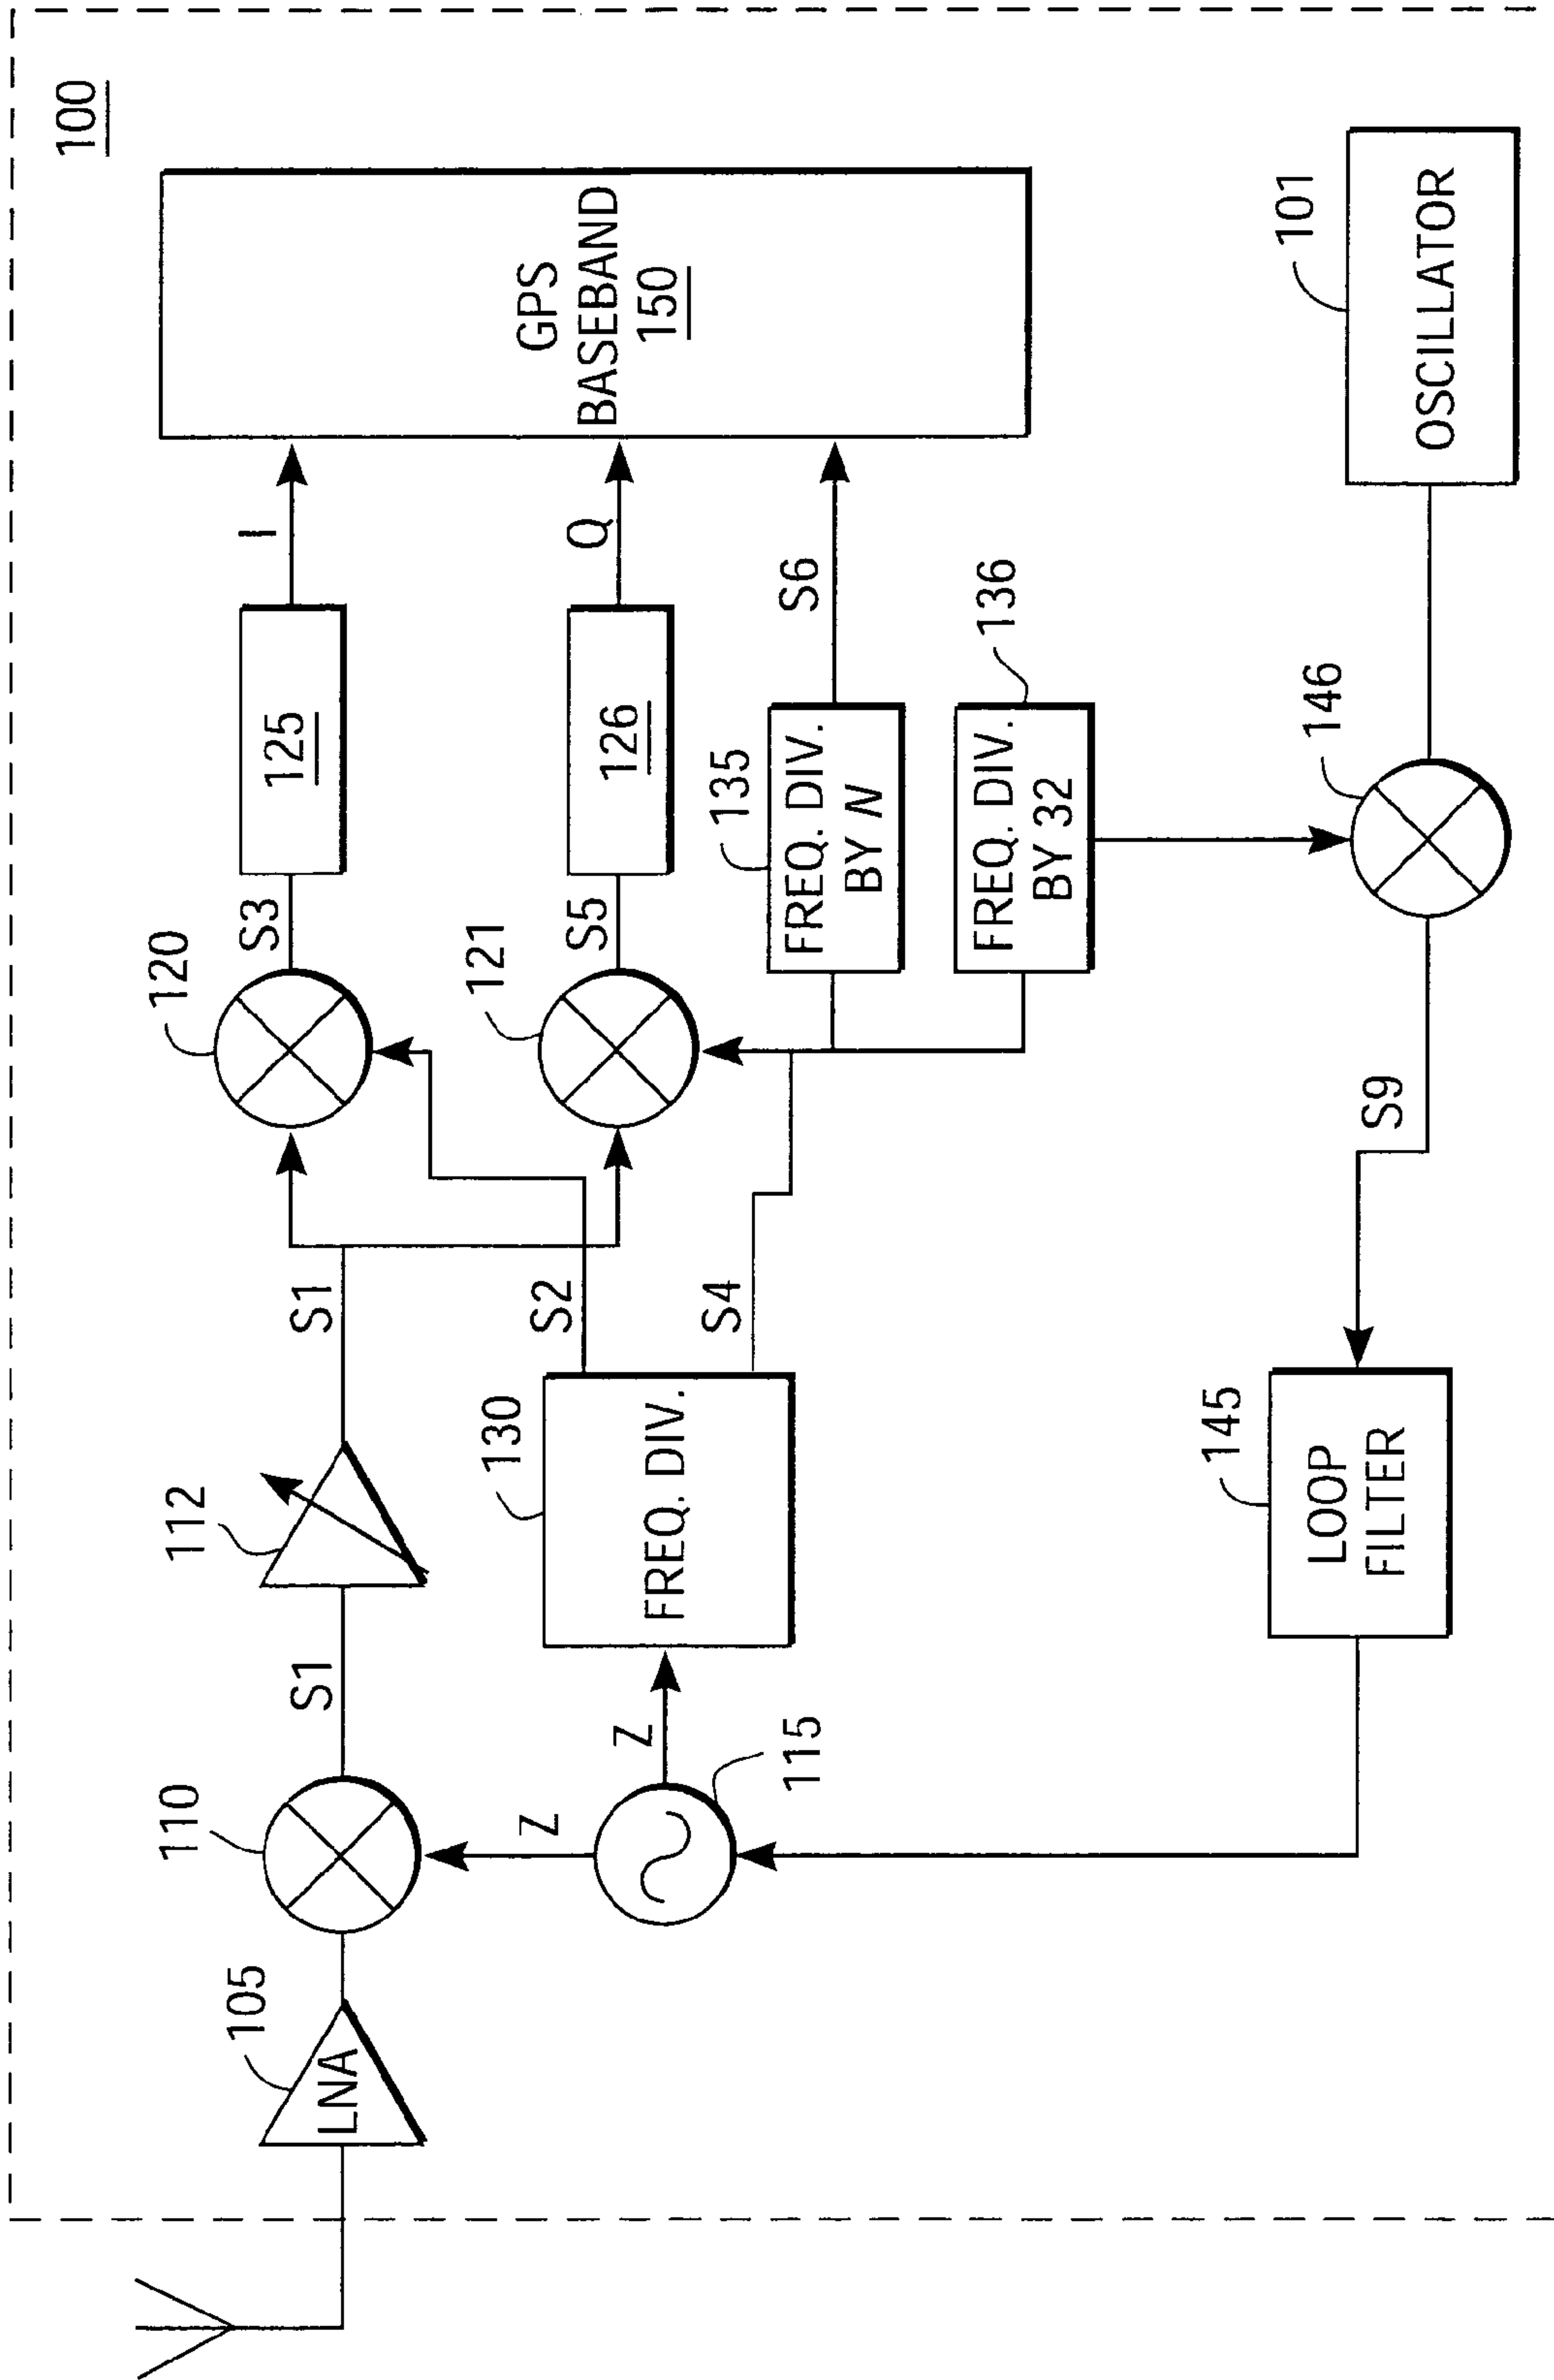 100
105
LNA
110
S1
112
S1
120
S3
125
I
GPS
BASEBAND
150
Z
115
Z
130
FREQ. DIV.
S2
S4
121
S5
126
Q
135
FREQ. DIV.
BY N
S6
136
FREQ. DIV.
BY 32
146
101
OSCILLATOR
S9
145
LOOP
FILTER